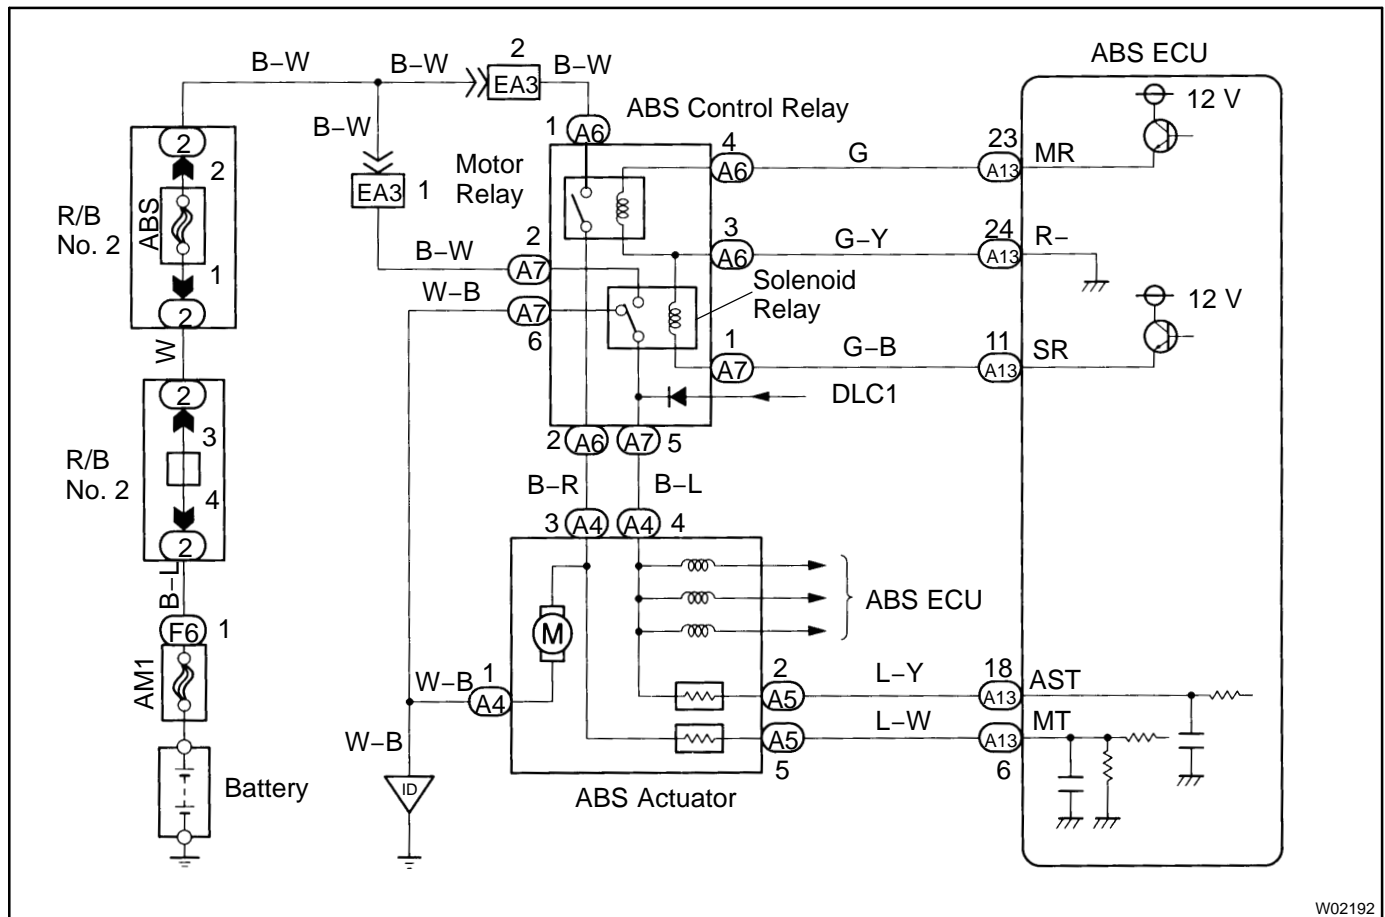 ABS ECU
2
B–W
B–W
EA3
B–W
12 V
ABS Control Relay
1
A6
B–W
4
A6
G
23
A13
MR
2
2
R/B
No. 2
ABS
1
2
EA3
1
Motor
Relay
3
A6
G–Y
24
A13
R–
B–W
2
A7
Solenoid
Relay
12 V
W–B
A7
6
1
A7
G–B
11
A13
SR
W
DLC1
2
3
R/B
No. 2
4
2
2
A6
A7
5
B–R
B–L
3
A4
A4
4
ABS ECU
B–L
F6
1
M
AM1
W–B
1
A4
2
A5
L–Y
18
A13
AST
W–B
A5
5
L–W
A13
6
MT
Battery
ID
ABS Actuator
W02192